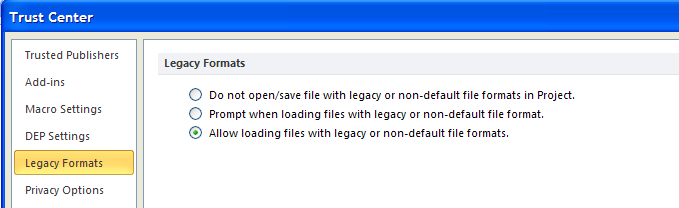 Trust Center
Trusted Publishers
Add-ins
Macro Settings
DEP Settings
Legacy Formats
Privacy Options
Legacy Formats
Do not open/save file with legacy or non-default file formats in Project.
Prompt when loading files with legacy or non-default file format.
Allow loading files with legacy or non-default file formats.